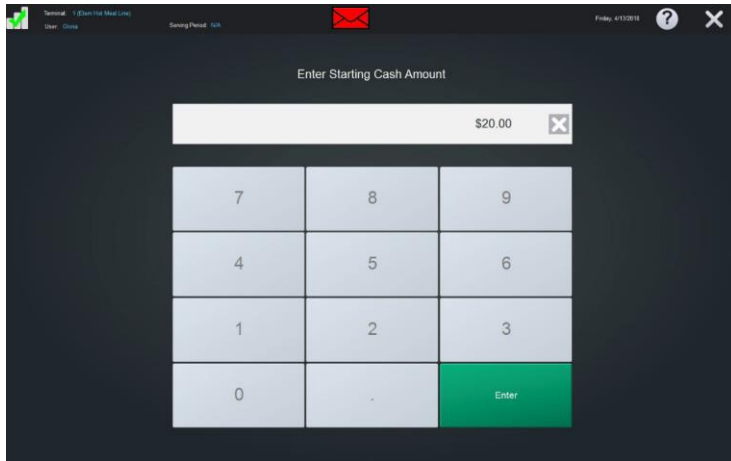 Terminal: 1 (Elem Hot Meal Line)
User: Gloria
Serving Period: N/A
Friday, 4/13/2018
?
Enter Starting Cash Amount
$20.00
7 8 9
4 5 6
1 2 3
0 . Enter